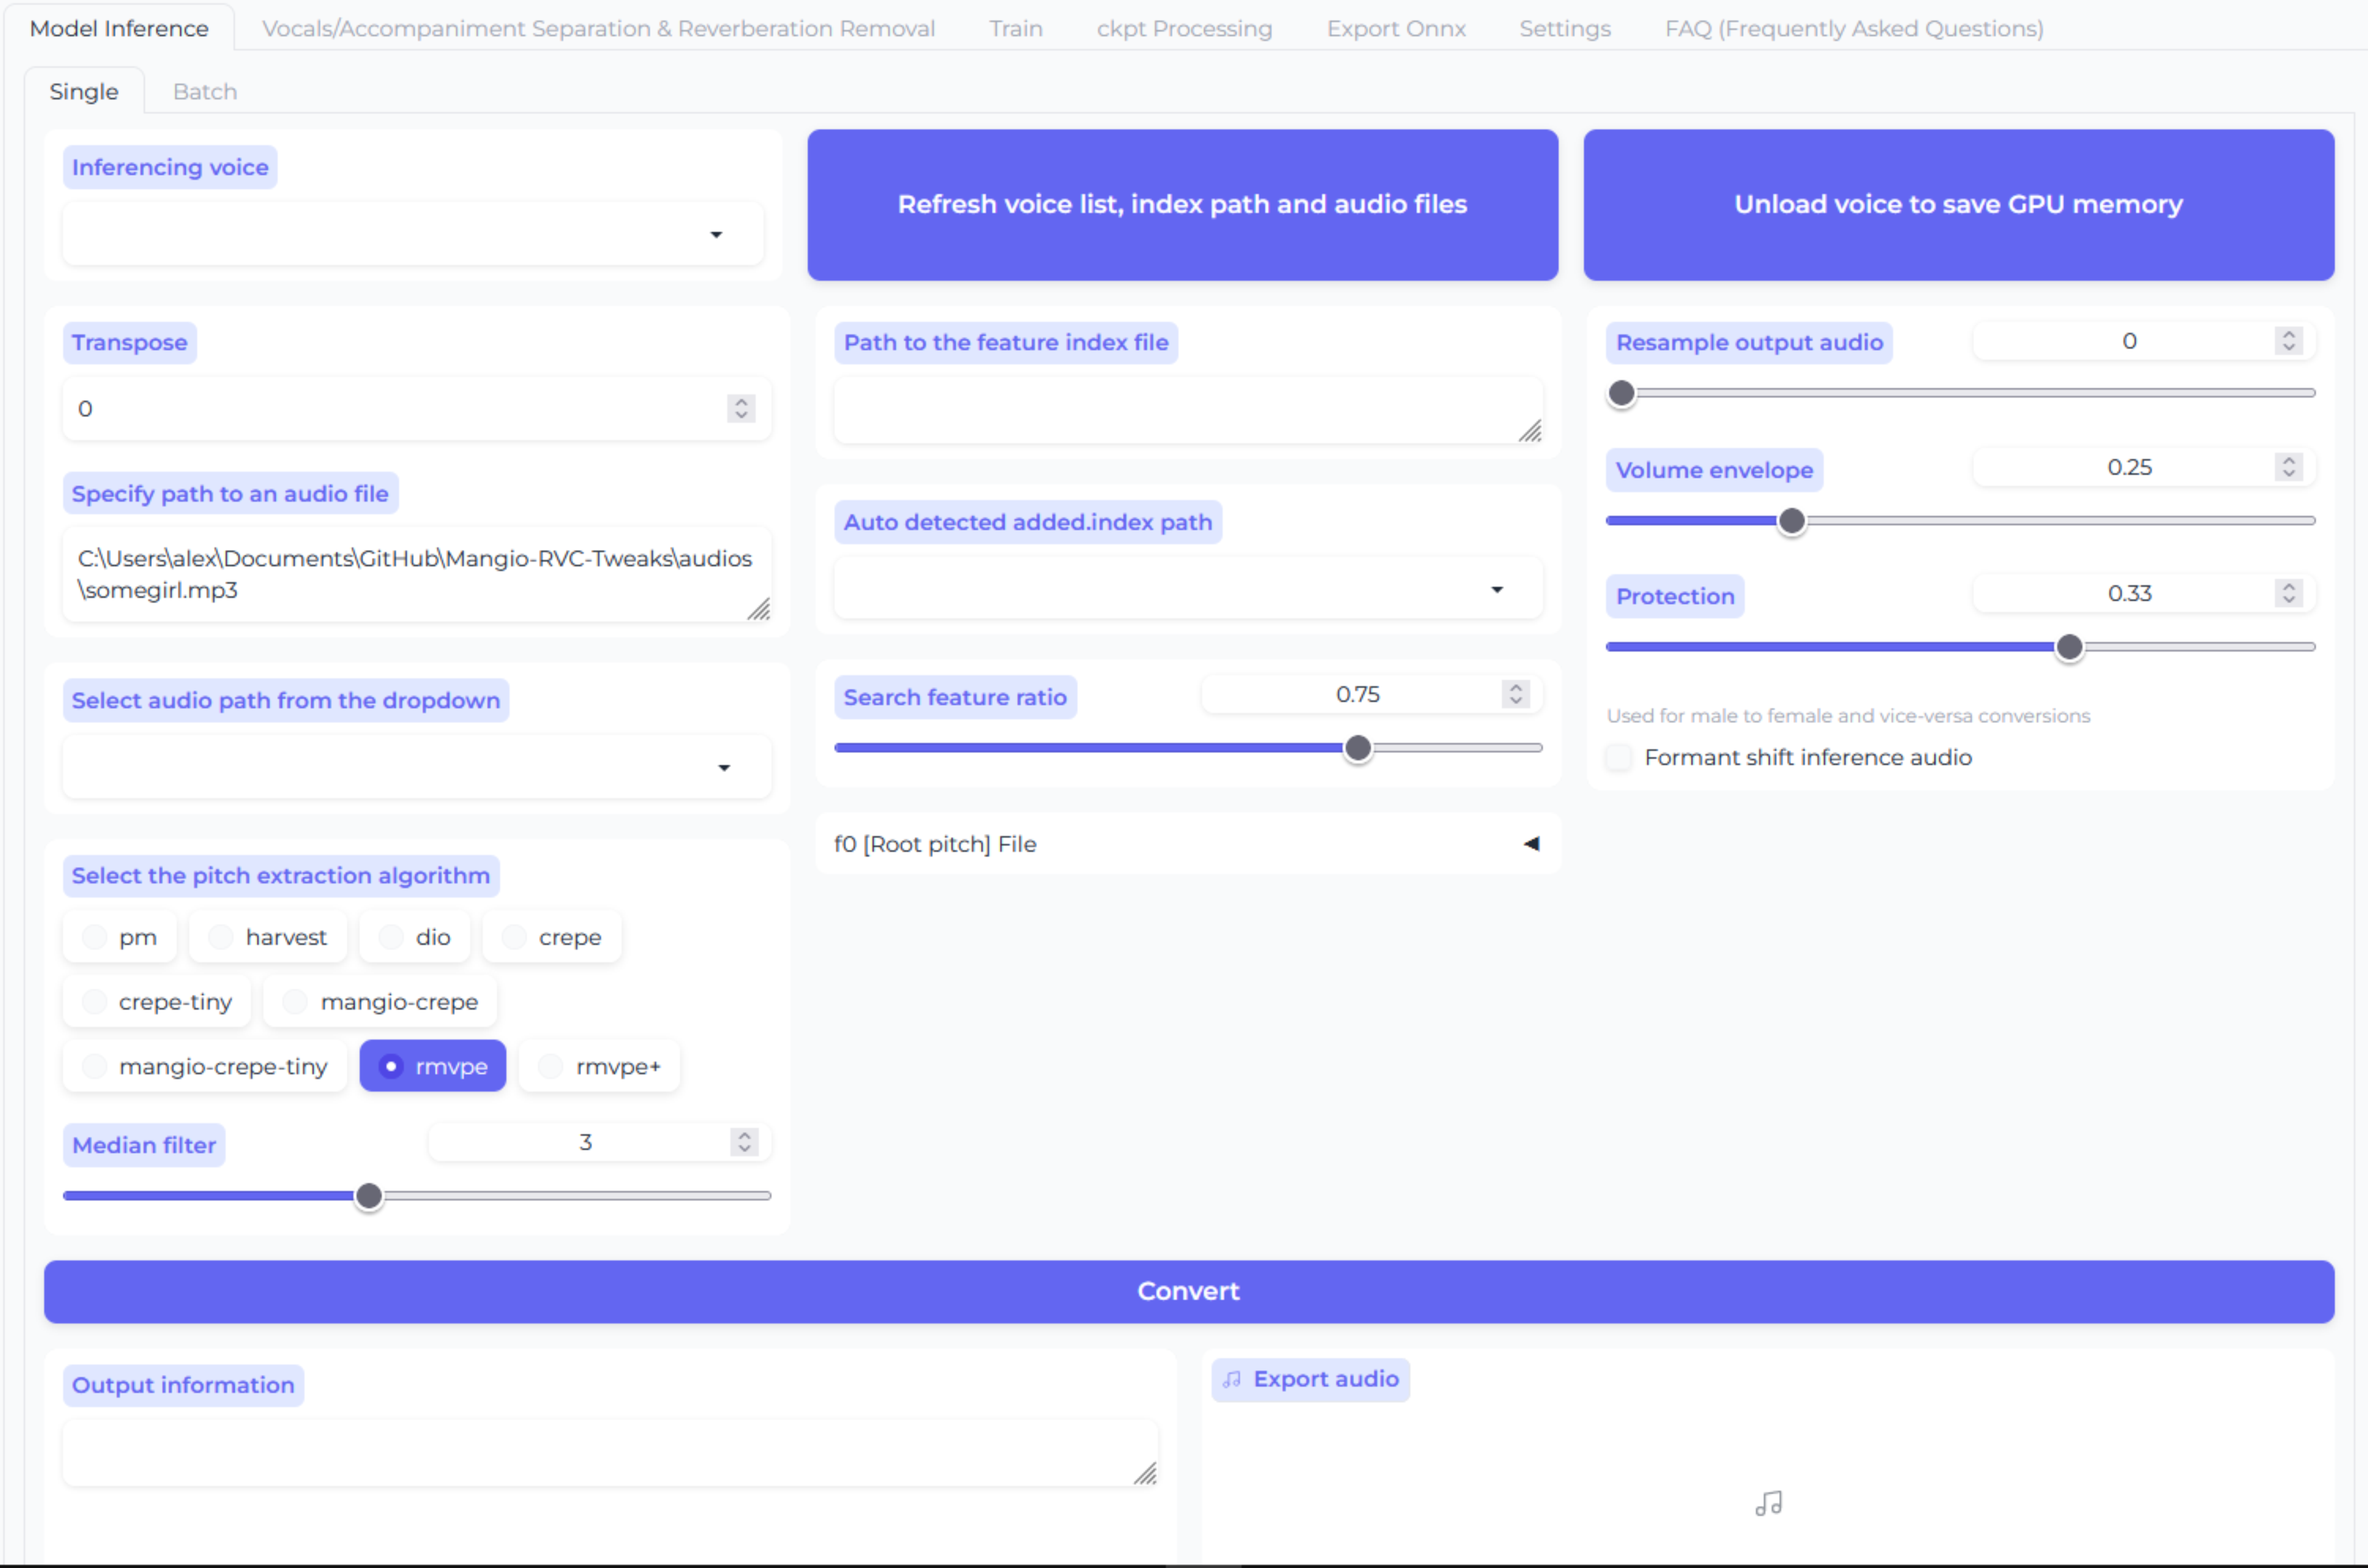 Model Inference
Vocals/Accompaniment Separation & Reverberation Removal
Train
ckpt Processing
Export Onnx
Settings
FAQ (Frequently Asked Questions)
Single
Batch
Inferencing voice
Refresh voice list, index path and audio files
Unload voice to save GPU memory
Transpose
0
Specify path to an audio file
C:\Users\alex\Documents\GitHub\Mangio-RVC-Tweaks\audios
\somegirl.mp3
Select audio path from the dropdown
Select the pitch extraction algorithm
pm
harvest
dio
crepe
crepe-tiny
mangio-crepe
mangio-crepe-tiny
rmvpe
rmvpe+
Median filter
3
Path to the feature index file
Auto detected added.index path
Search feature ratio
0.75
f0 [Root pitch] File
Resample output audio
0
Volume envelope
0.25
Protection
0.33
Used for male to female and vice-versa conversions
Formant shift inference audio
Convert
Output information
Export audio